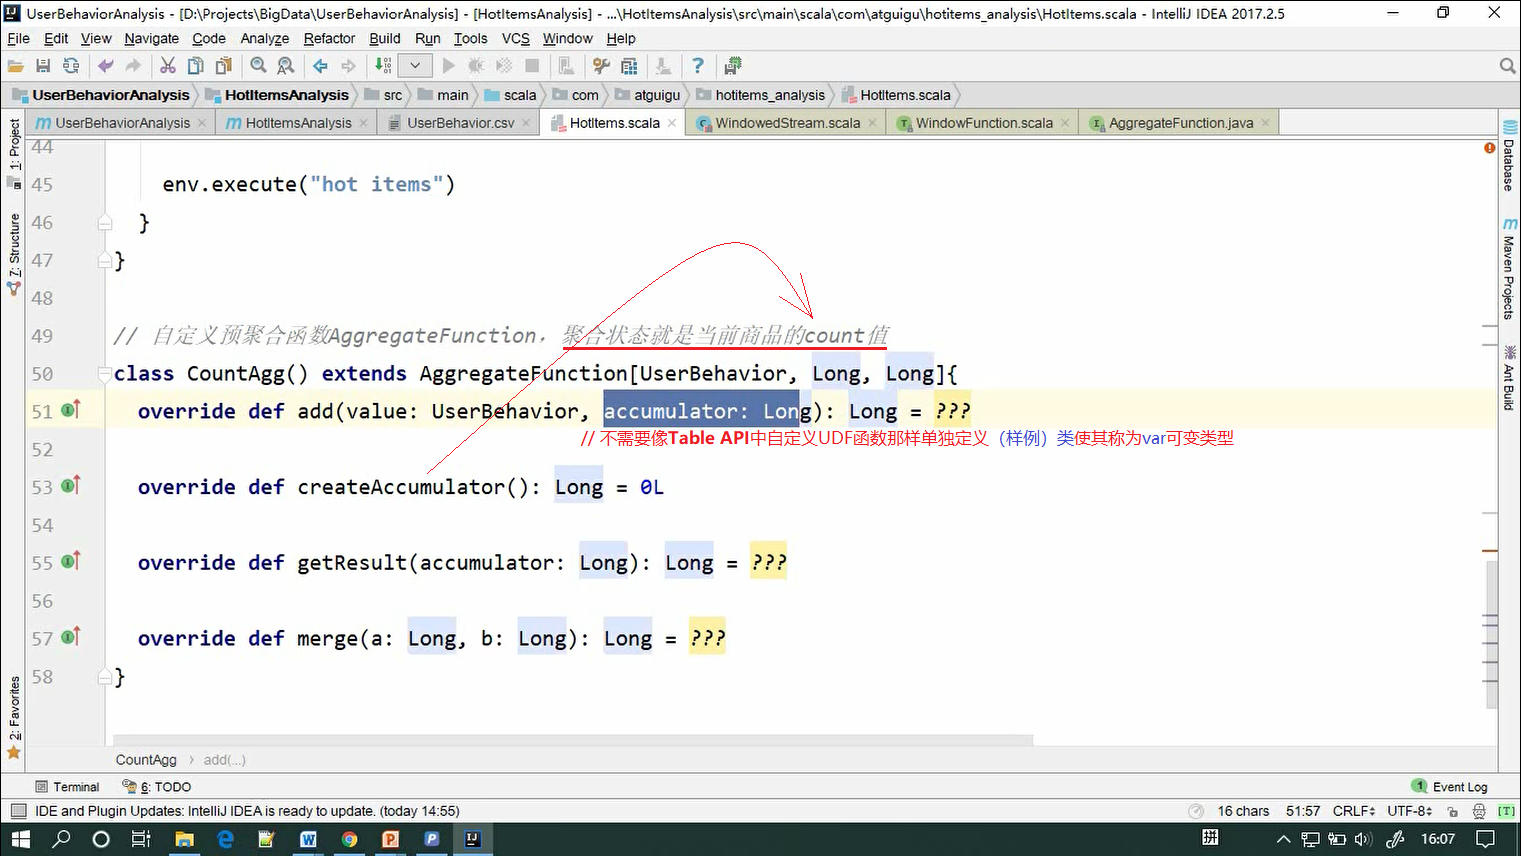 UserBehaviorAnalysis - [D:\Projects\BigData\UserBehaviorAnalysis] - [HotItemsAnalysis] - ...\HotItemsAnalysis\src\main\scala\com\atguigu\hotitems_analysis\HotItems.scala - IntelliJ IDEA 2017.2.5
File Edit View Navigate Code Analyze Refactor Build Run Tools VCS Window Help
UserBehaviorAnalysis HotItemsAnalysis src main scala com atguigu hotitems_analysis HotItems.scala
UserBehaviorAnalysis HotItemsAnalysis UserBehavior.csv HotItems.scala WindowedStream.scala WindowFunction.scala AggregateFunction.java
1: Project
7: Structure
2: Favorites
Database
Maven Projects
Ant Build
44
45 env.execute("hot items")
46 }
47 }
48
49 // 自定义预聚合函数AggregateFunction，聚合状态就是当前商品的count值
50 class CountAgg() extends AggregateFunction[UserBehavior, Long, Long]{
51 override def add(value: UserBehavior, accumulator: Long): Long = ???
// 不需要像Table API中自定义UDF函数那样单独定义（样例）类使其称为var可变类型
52
53 override def createAccumulator(): Long = 0L
54
55 override def getResult(accumulator: Long): Long = ???
56
57 override def merge(a: Long, b: Long): Long = ???
58 }
CountAgg › add(...)
Terminal 6: TODO 1 Event Log
IDE and Plugin Updates: IntelliJ IDEA is ready to update. (today 14:55) 16 chars 51:57 CRLF UTF-8 [T]
拼 16:07